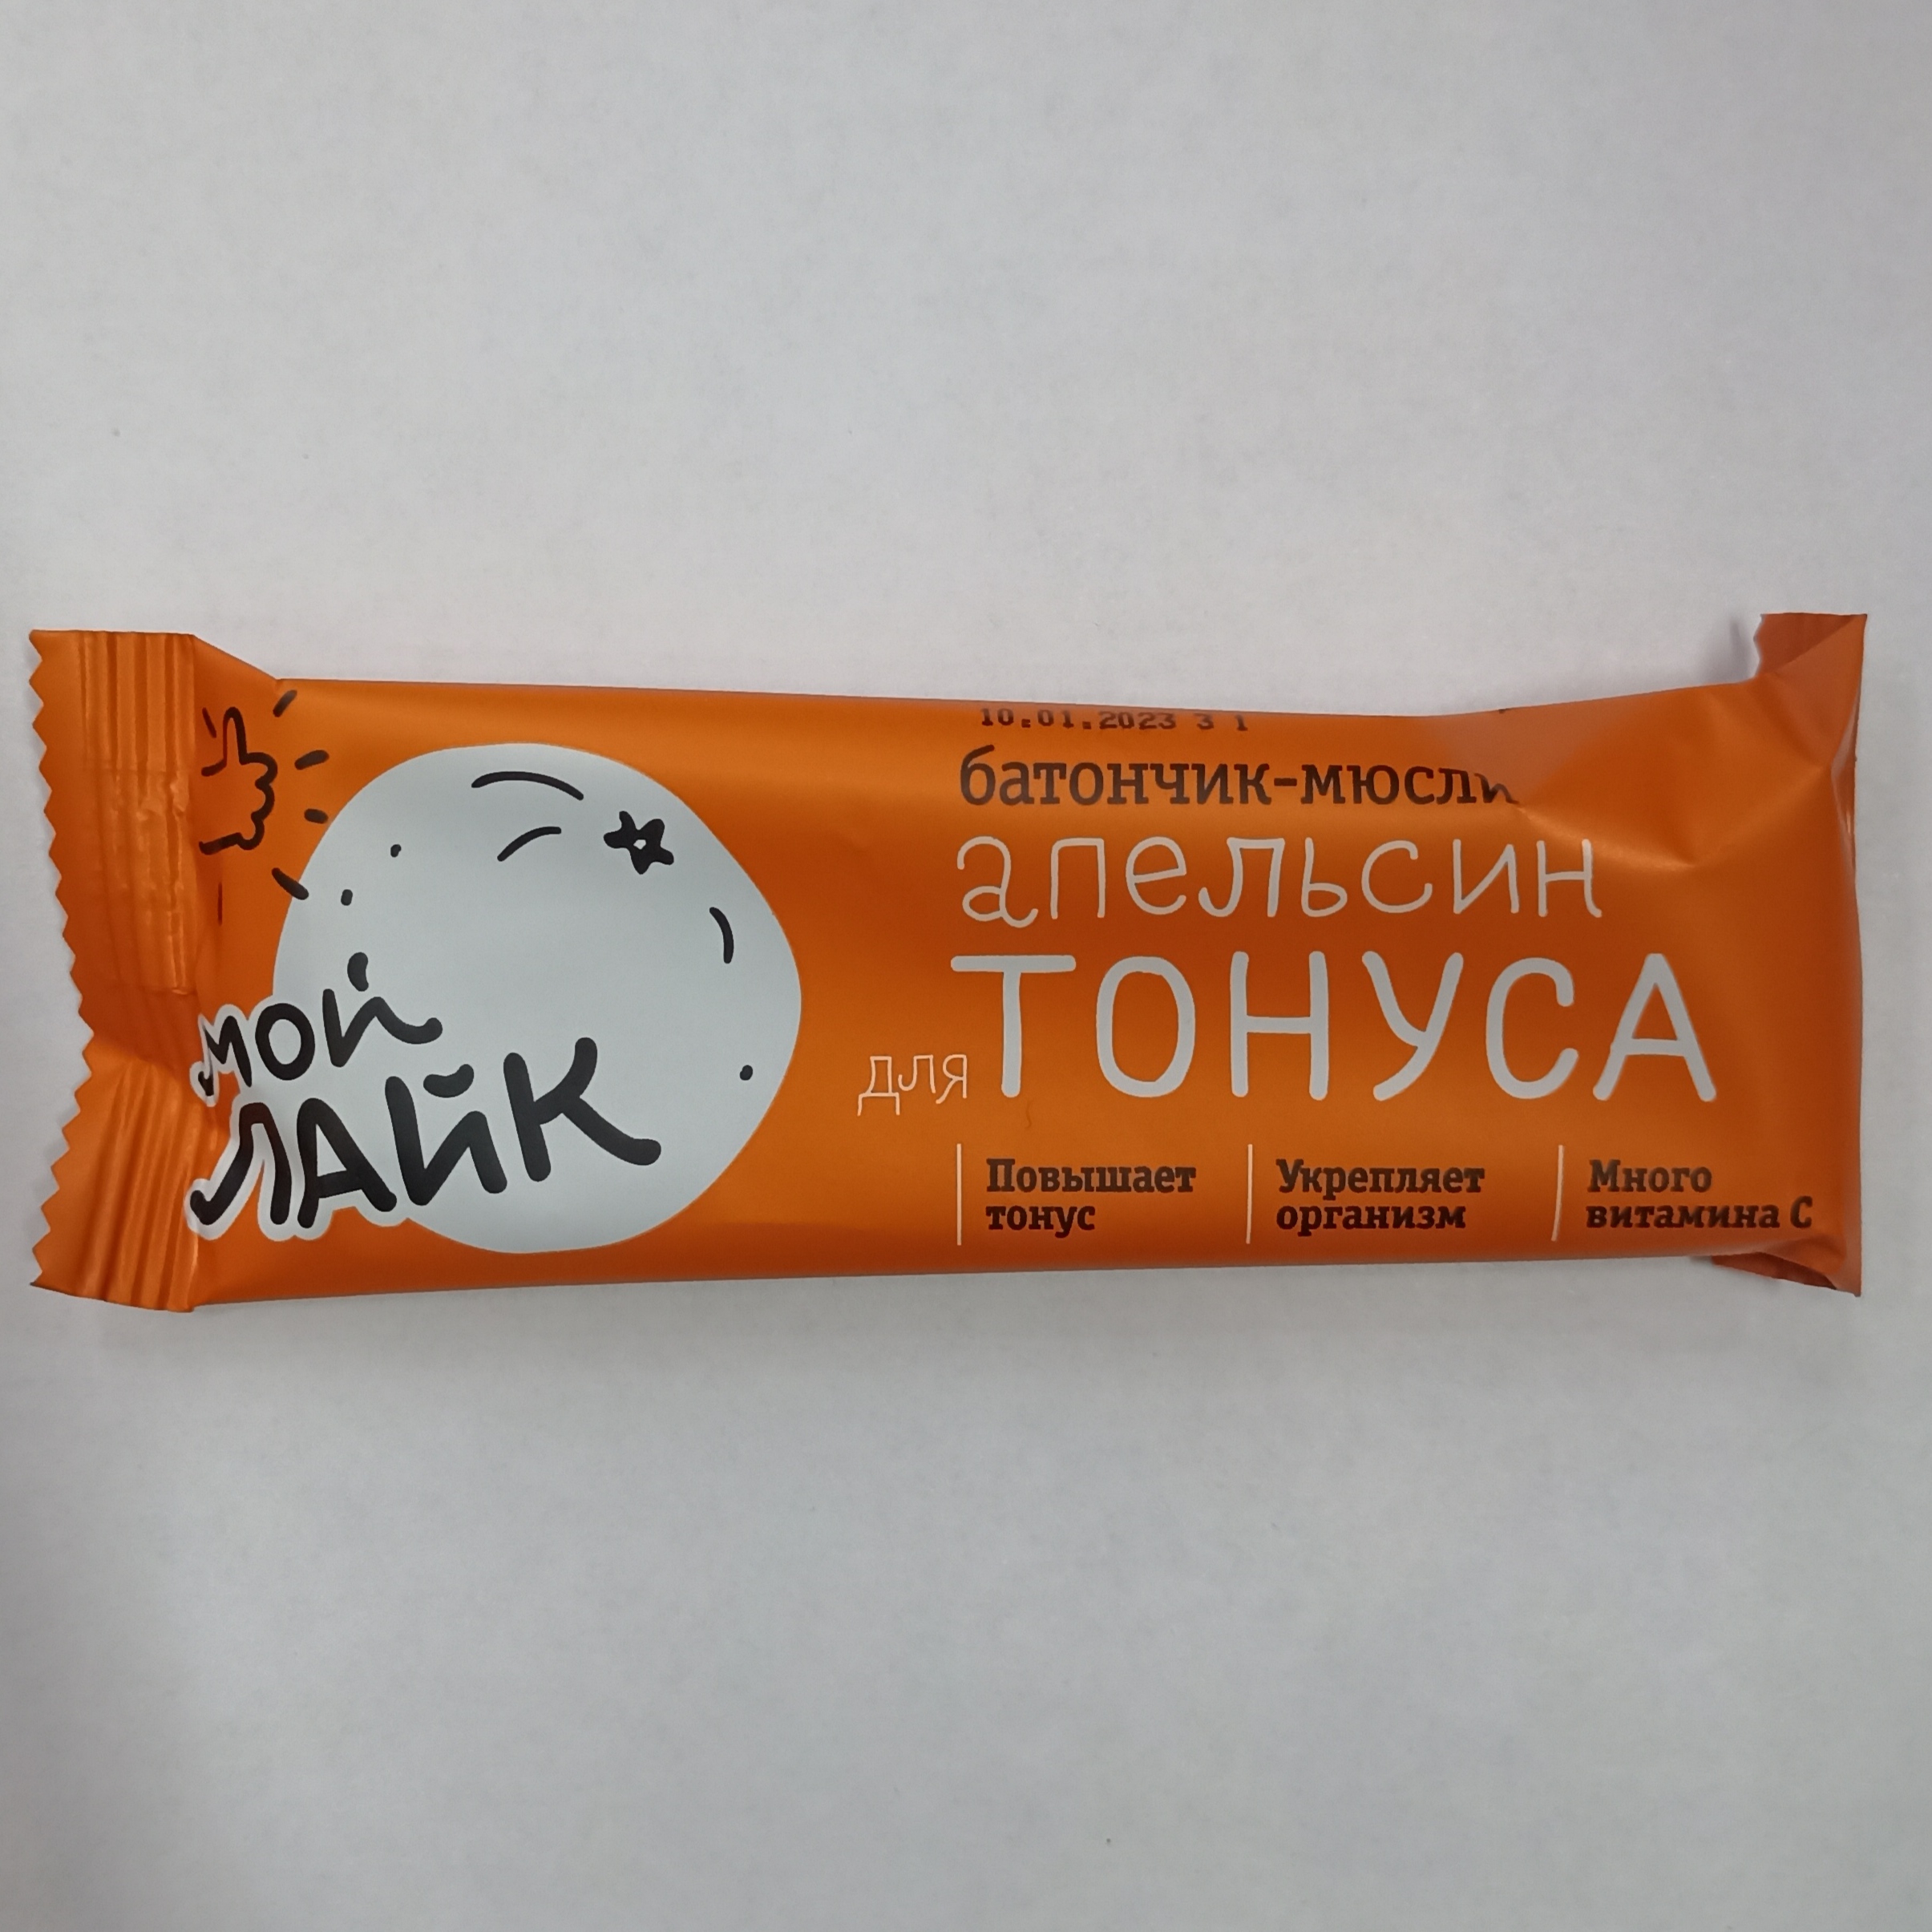 10.01.2023 3 1
батончик-мюсли
апельсин
для ТОНУСА
мой
ЛАЙК
Повышает
тонус
Укрепляет
организм
Много
витамина С